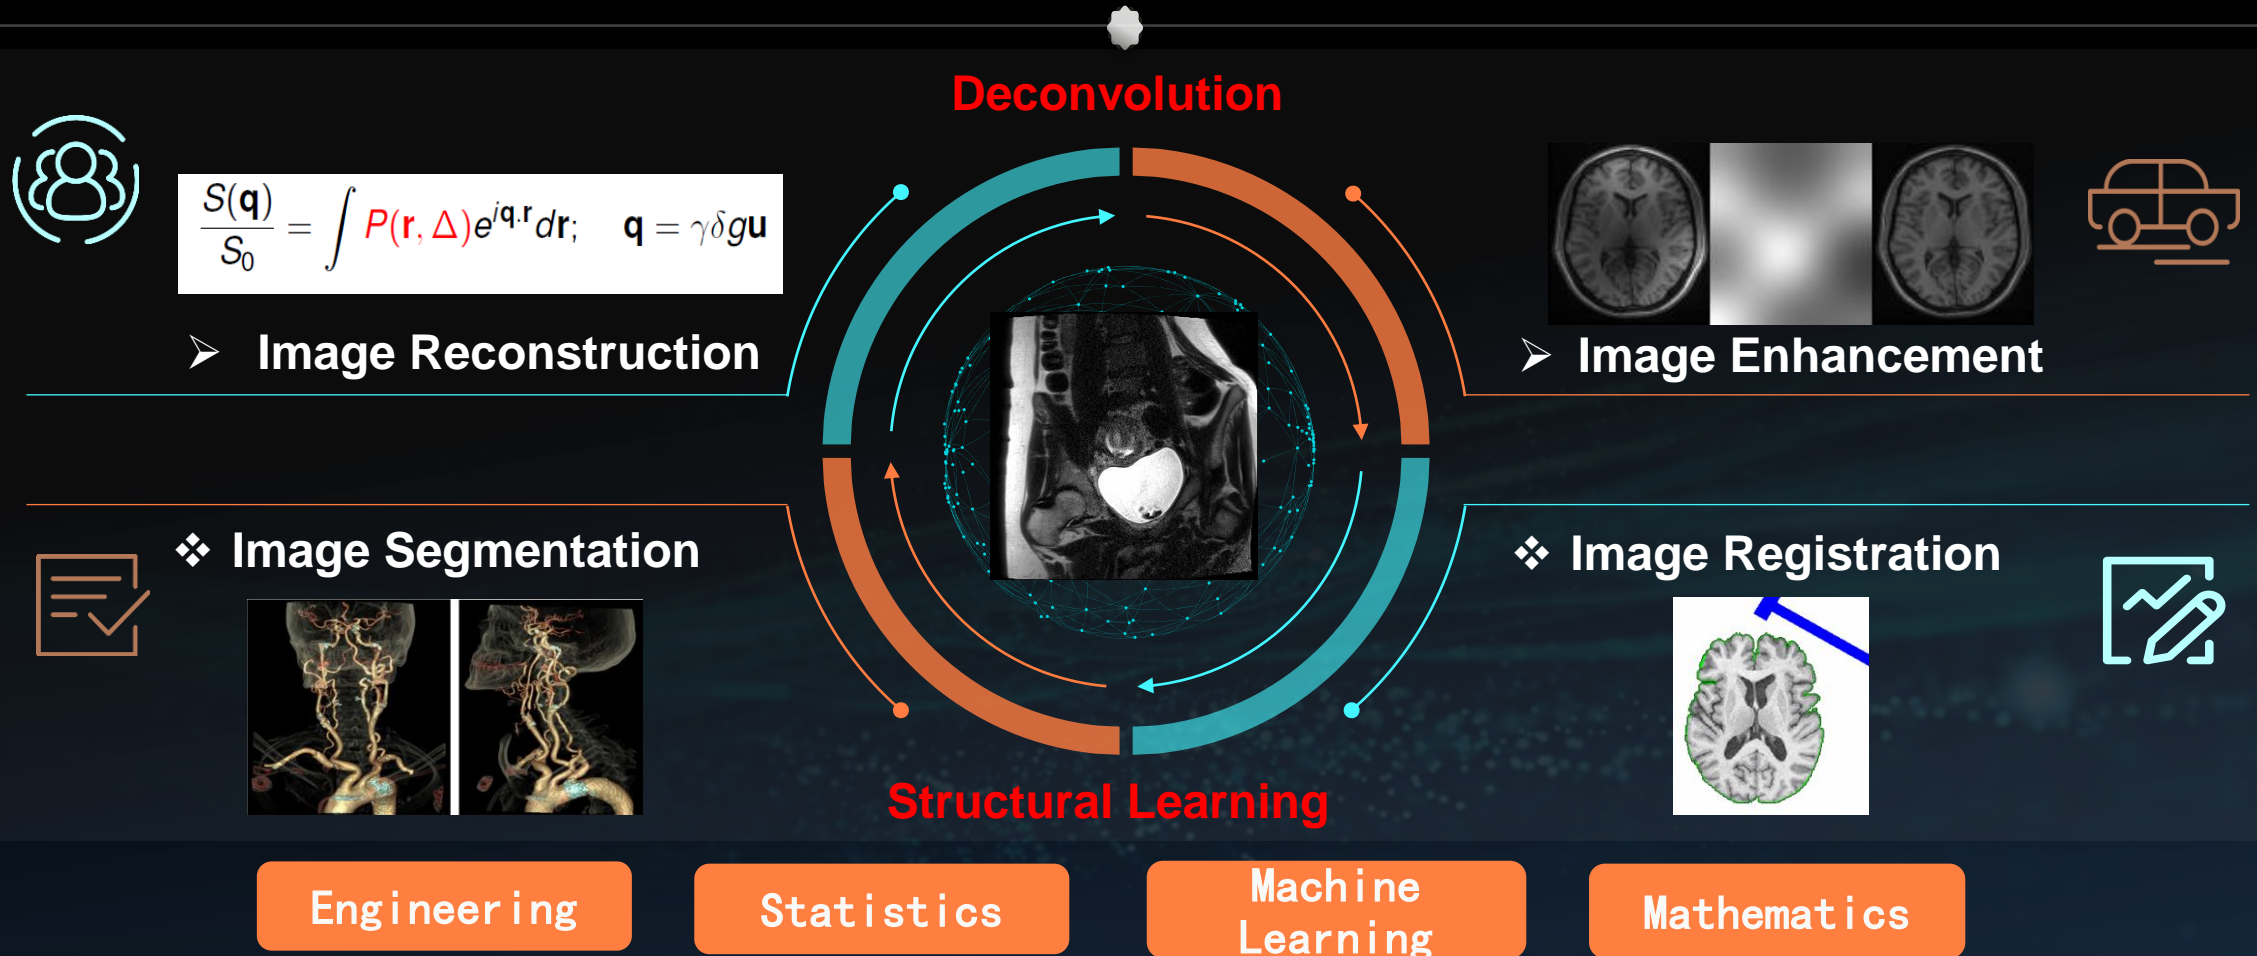 Deconvolution
S(q)/S₀ = ∫ P(r, Δ)e^{iq.r} dr; q = γδgu
➢ Image Reconstruction
➢ Image Enhancement
❖ Image Segmentation
❖ Image Registration
Structural Learning
Engineering
Statistics
Machine
Learning
Mathematics